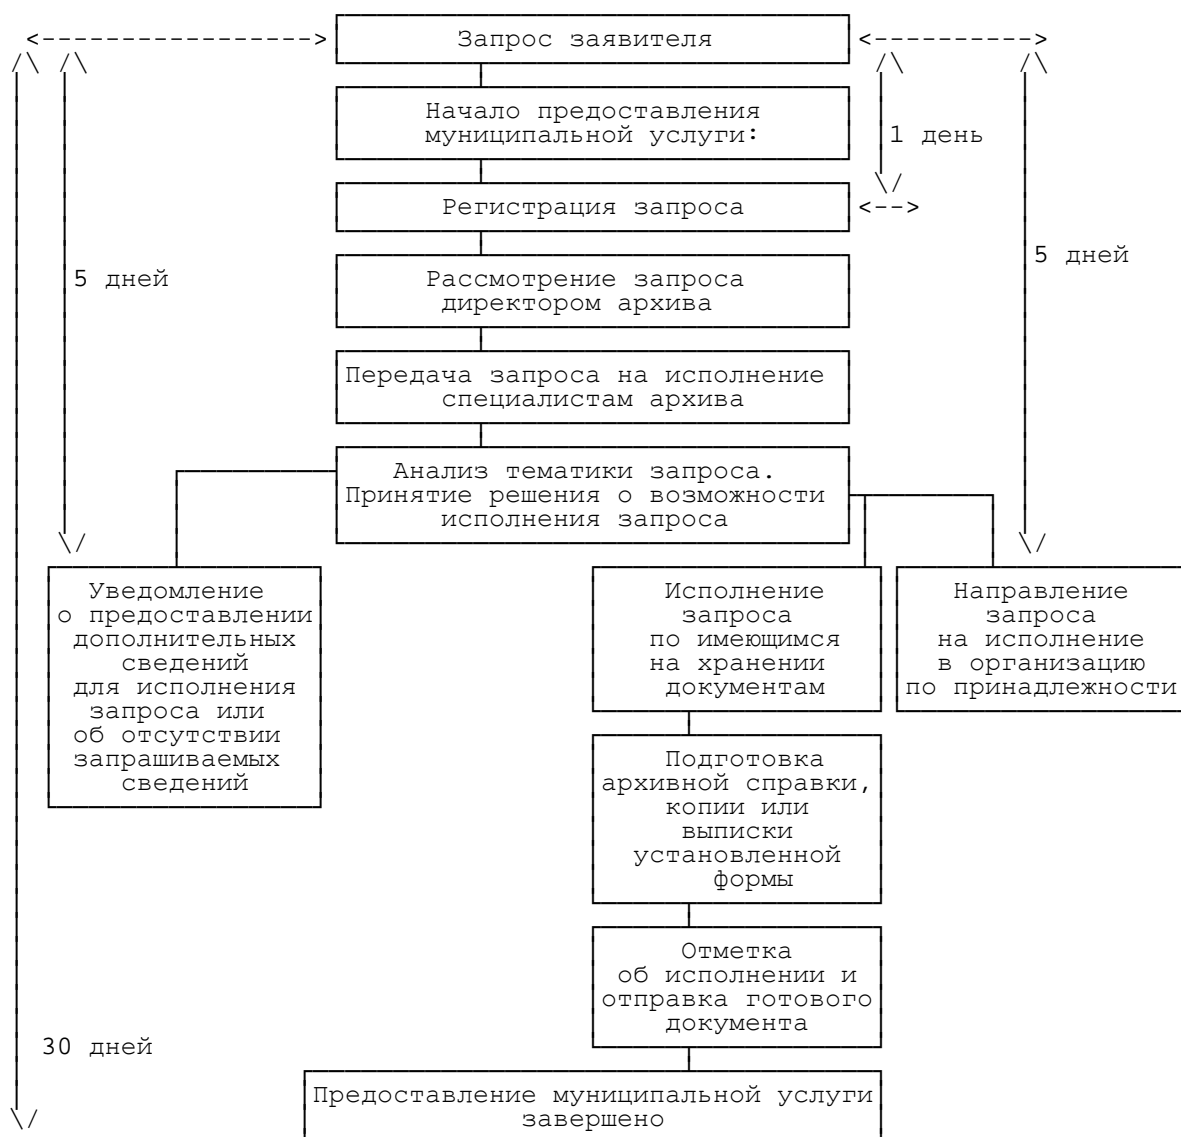 Запрос заявителя
Начало предоставления
муниципальной услуги:
1 день
Регистрация запроса
5 дней
5 дней
Рассмотрение запроса
директором архива
Передача запроса на исполнение
специалистам архива
Анализ тематики запроса.
Принятие решения о возможности
исполнения запроса
Уведомление
о предоставлении
дополнительных
сведений
для исполнения
запроса или
об отсутствии
запрашиваемых
сведений
Исполнение
запроса
по имеющимся
на хранении
документам
Направление
запроса
на исполнение
в организацию
по принадлежности
Подготовка
архивной справки,
копии или
выписки
установленной
формы
Отметка
об исполнении и
отправка готового
документа
30 дней
Предоставление муниципальной услуги
завершено